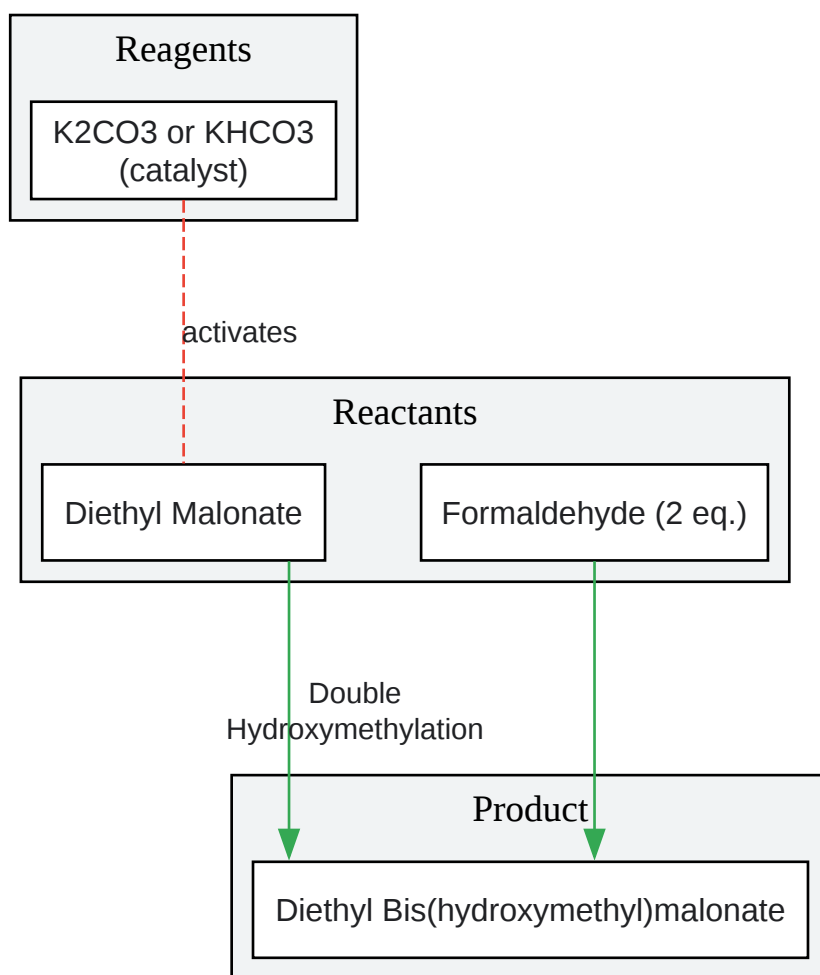 Reagents
K2CO3 or KHCO3
(catalyst)
activates
Reactants
Diethyl Malonate
Formaldehyde (2 eq.)
Double
Hydroxymethylation
Product
Diethyl Bis(hydroxymethyl)malonate